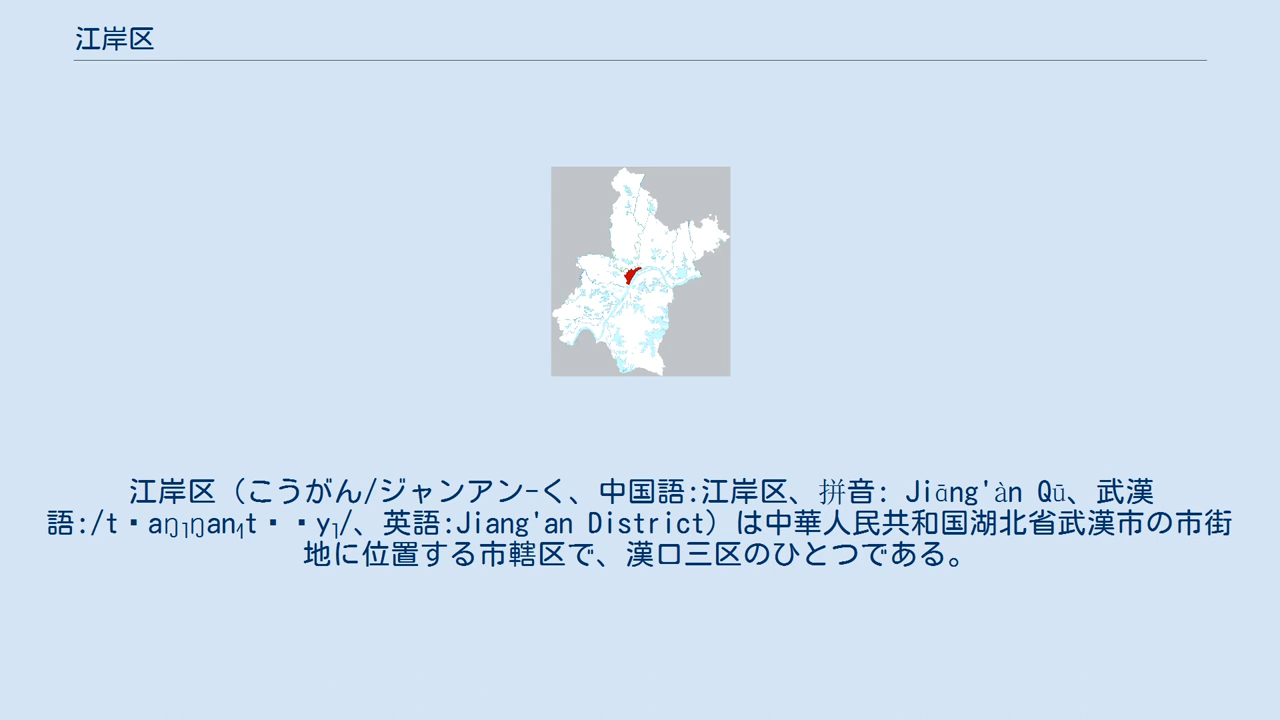 江岸区
江岸区（こうがん/ジャンアン-く、中国語:江岸区、拼音: Jiāng'àn Qū、武漢
語:/t aŋ˥ŋan˧˥t y˥/、英語:Jiang'an District）は中華人民共和国湖北省武漢市の市街
地に位置する市轄区で、漢口三区のひとつである。